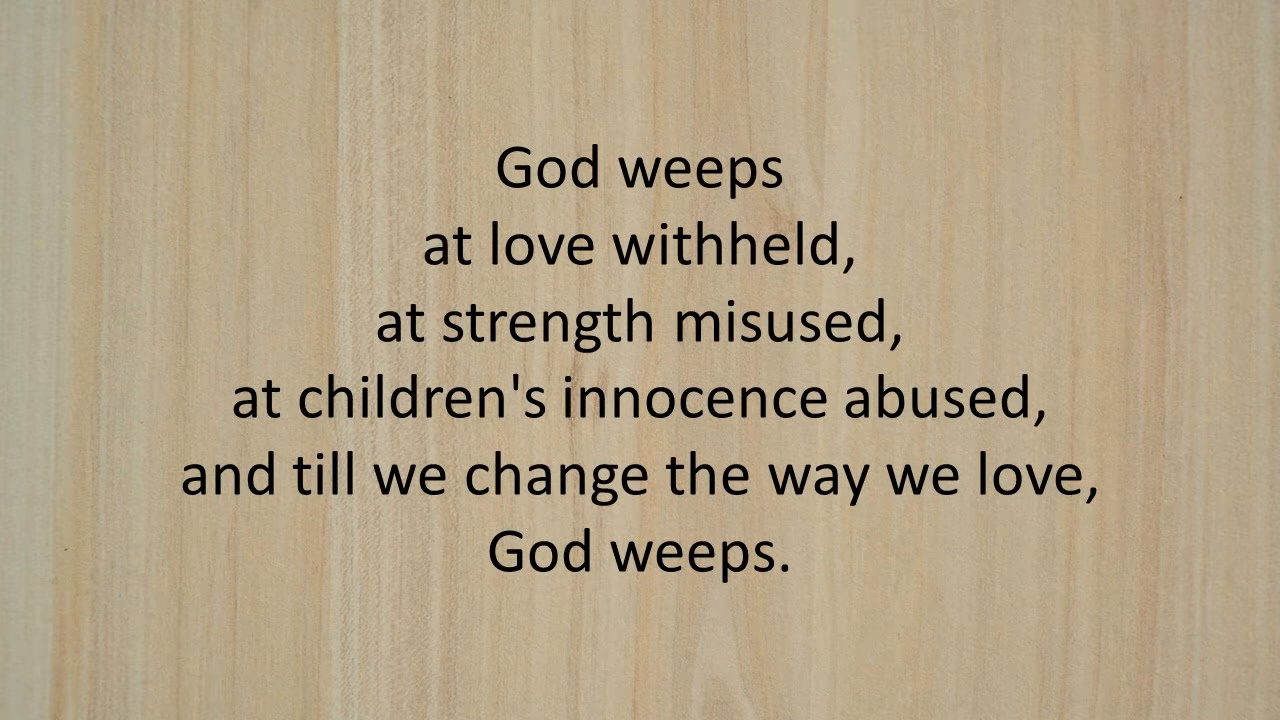 God weeps
at love withheld,
at strength misused,
at children's innocence abused,
and till we change the way we love,
God weeps.